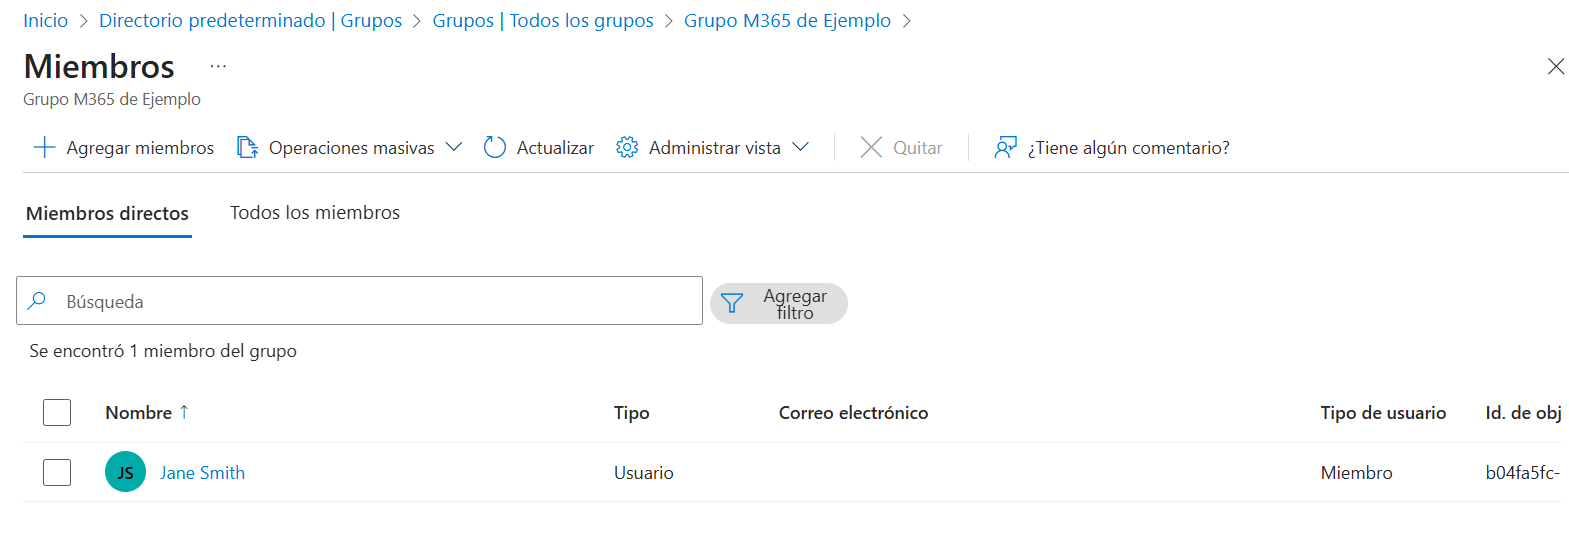 Inicio > Directorio predeterminado | Grupos > Grupos | Todos los grupos > Grupo M365 de Ejemplo >
Miembros ...
Grupo M365 de Ejemplo
Agregar miembros Operaciones masivas Actualizar Administrar vista Quitar ¿Tiene algún comentario?
Miembros directos Todos los miembros
Búsqueda
Agregar
filtro
Se encontró 1 miembro del grupo
Nombre ↑ Tipo Correo electrónico Tipo de usuario Id. de obj
JS Jane Smith Usuario Miembro b04fa5fc-